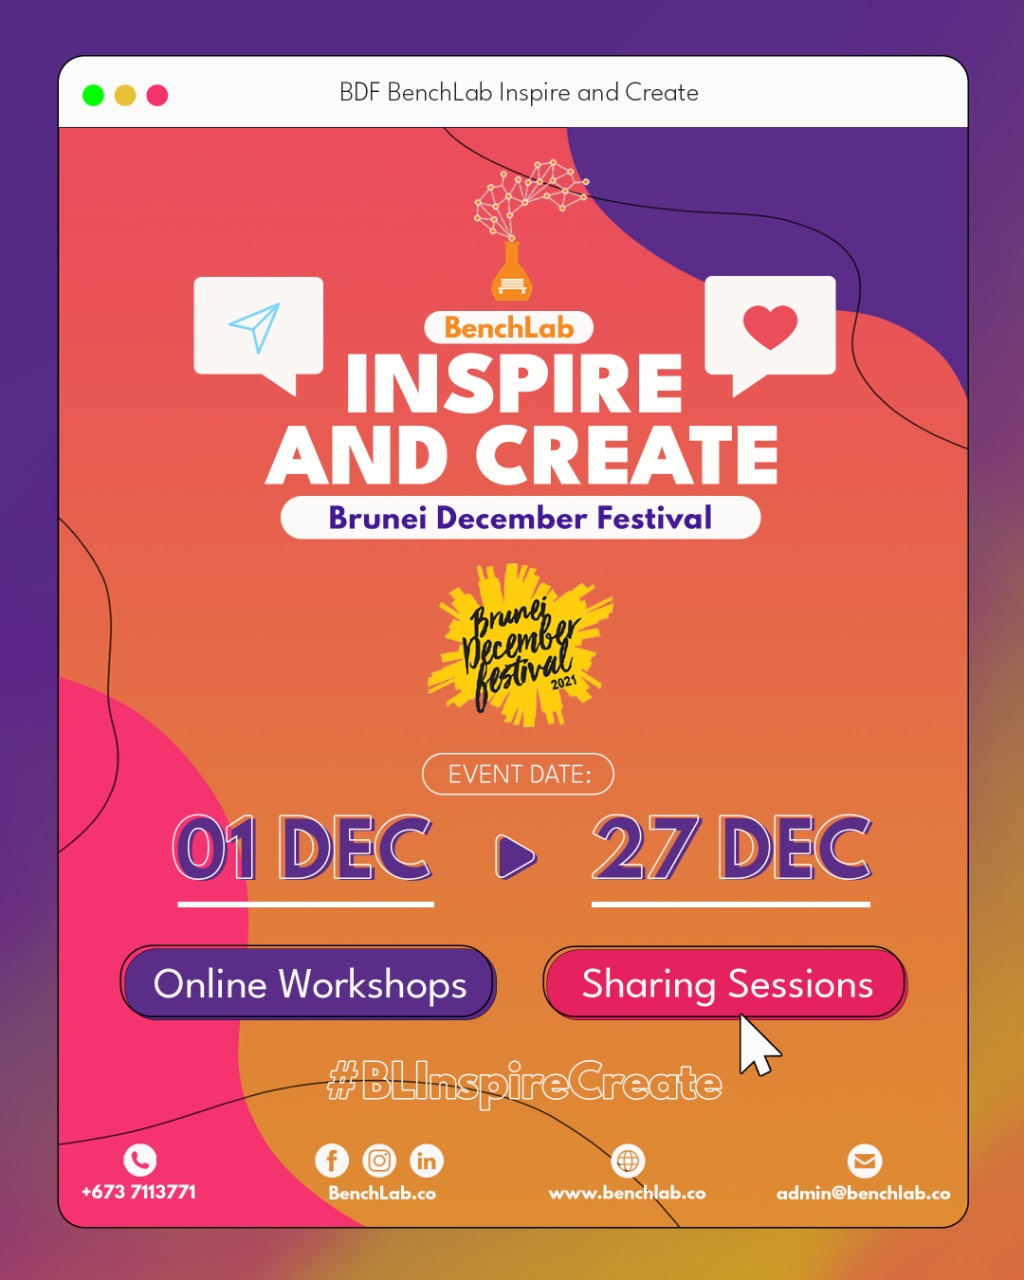 BDF BenchLab Inspire and Create
BenchLab
INSPIRE
AND CREATE
Brunei December Festival
Brunei
December
festival
2021
EVENT DATE:
01 DEC
27 DEC
Online Workshops
Sharing Sessions
#BLInspireCreate
+673 7113771
BenchLab.co
www.benchlab.co
admin@benchlab.co